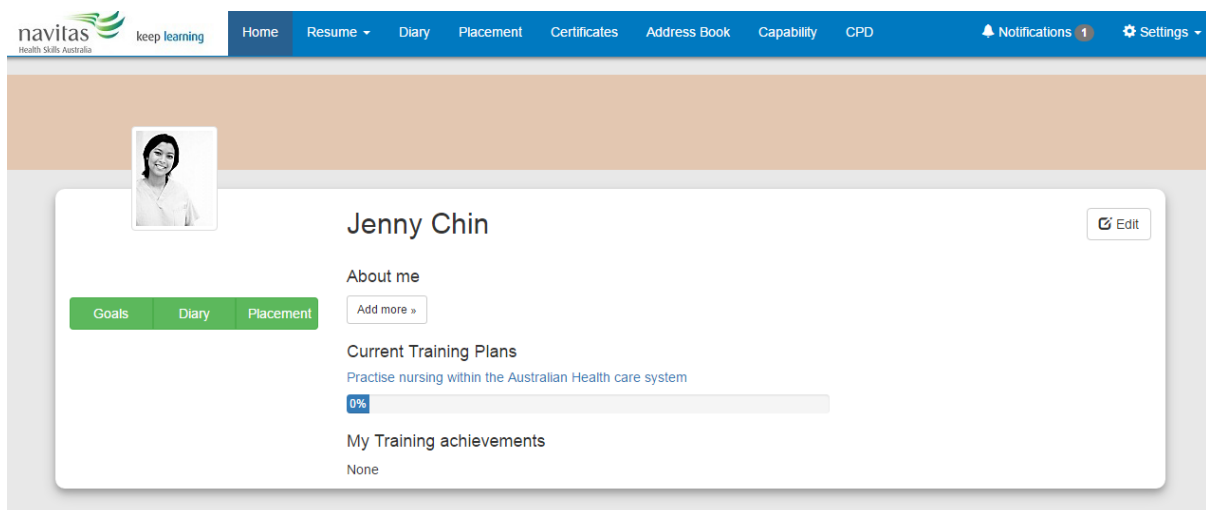 navitas
Health Skills Australia
keep learning
Home Resume Diary Placement Certificates Address Book Capability CPD Notifications 1 Settings
Jenny Chin
Edit
About me
Goals Diary Placement
Add more »
Current Training Plans
Practise nursing within the Australian Health care system
0%
My Training achievements
None